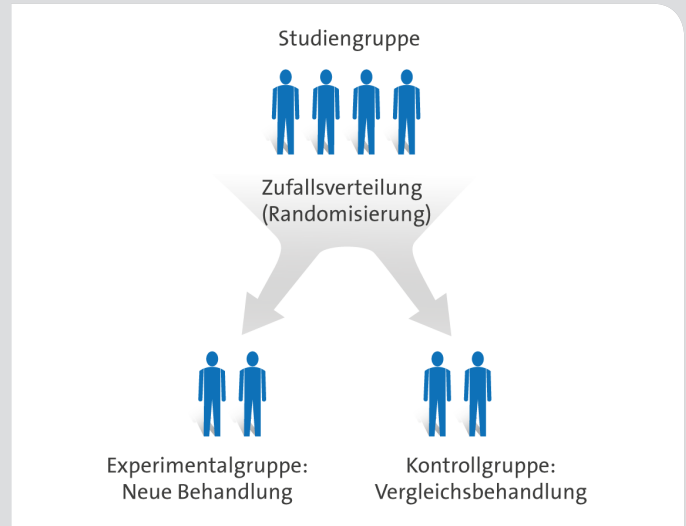 Studiengruppe
Zufallsverteilung
(Randomisierung)
Experimentalgruppe:
Neue Behandlung
Kontrollgruppe:
Vergleichsbehandlung